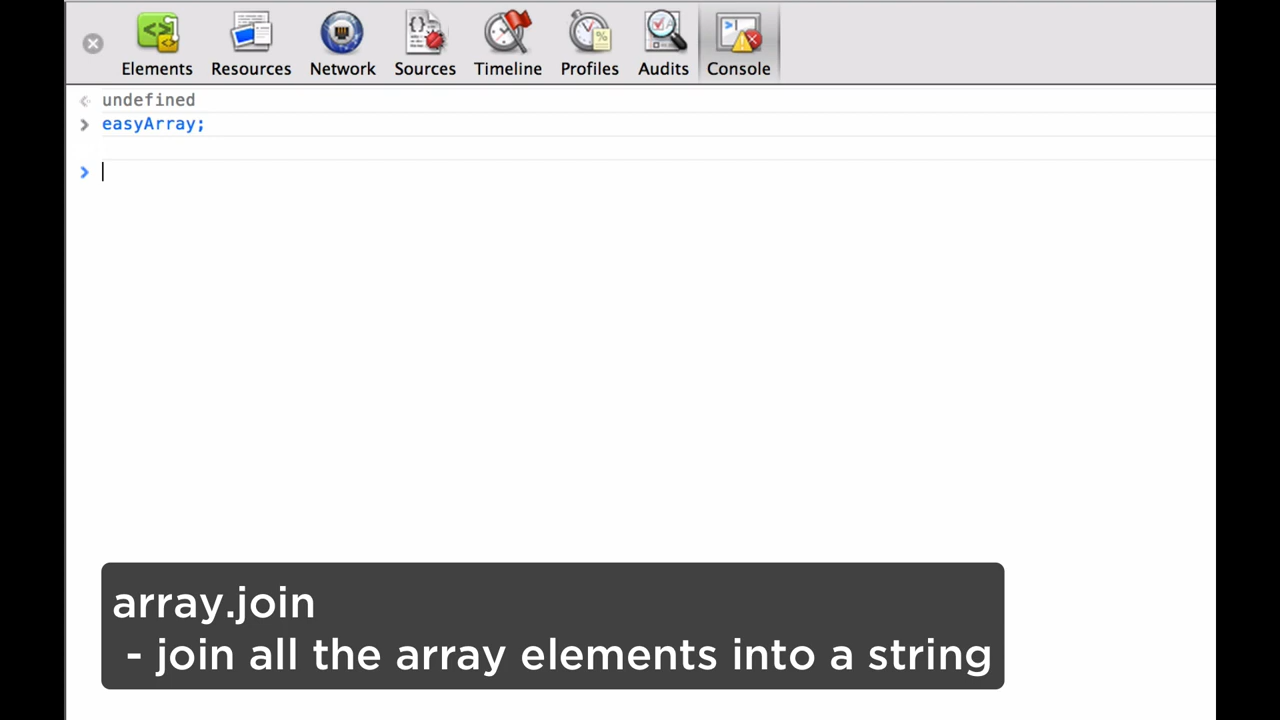 Elements Resources Network Sources Timeline Profiles Audits Console
undefined
easyArray;
array.join
- join all the array elements into a string